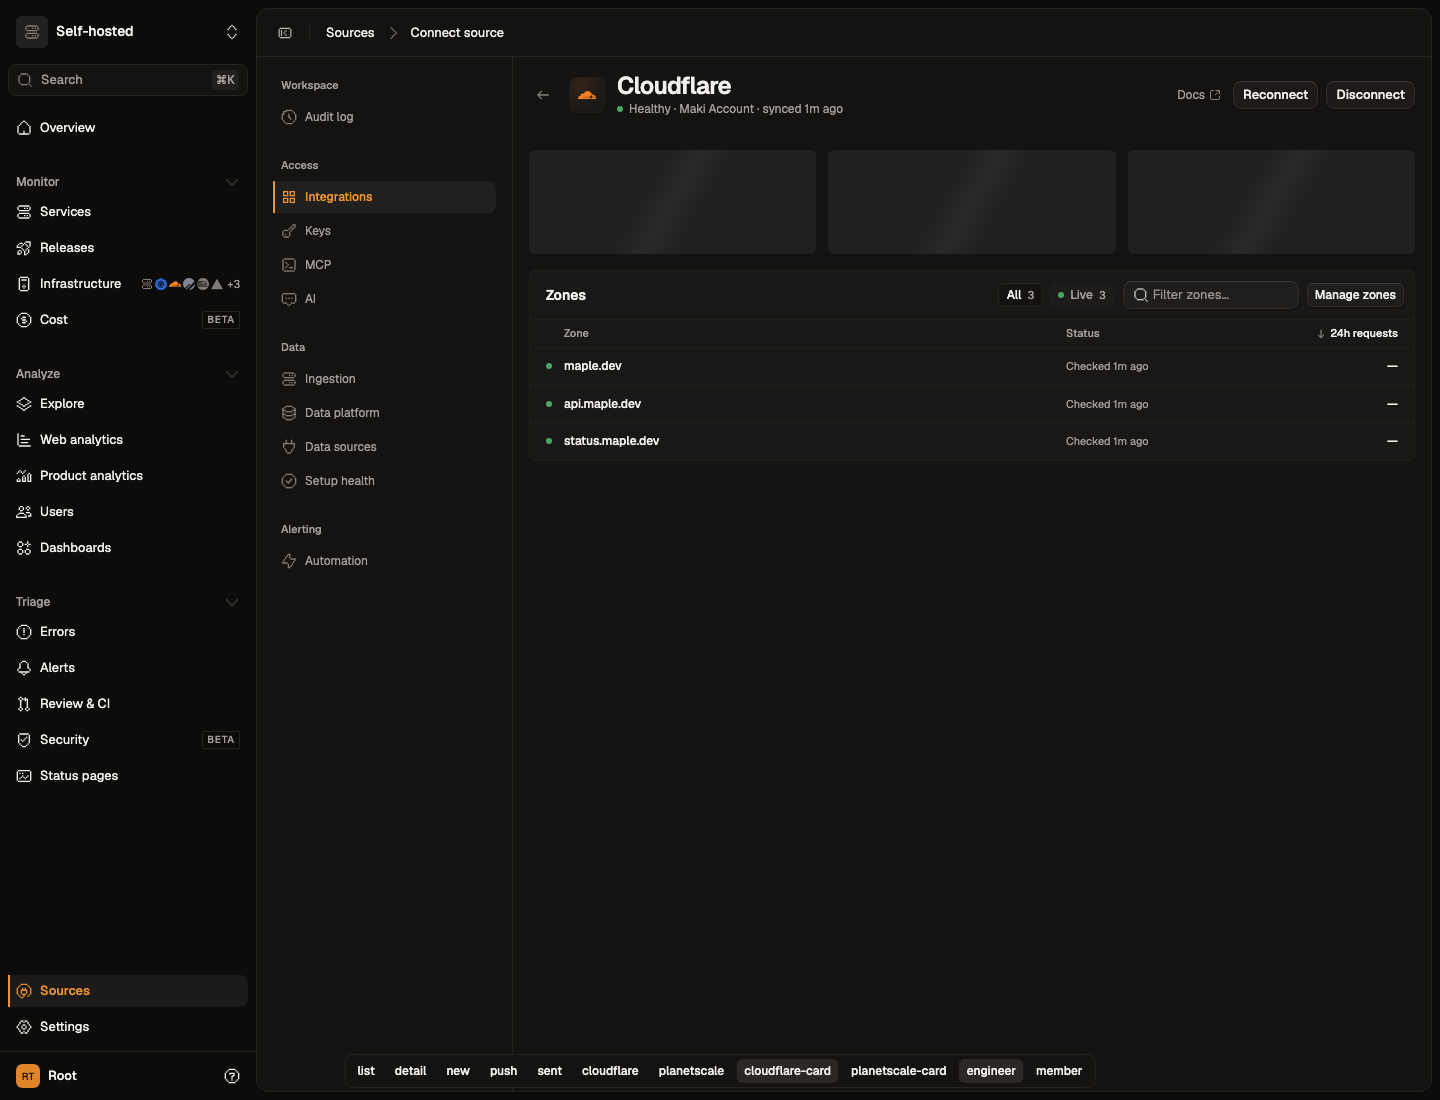 Self-hosted
Search ⌘K
Overview
Monitor
Services
Releases
Infrastructure +3
Cost BETA
Analyze
Explore
Web analytics
Product analytics
Users
Dashboards
Triage
Errors
Alerts
Review & CI
Security BETA
Status pages
Sources
Settings
RT Root
Sources Connect source
Workspace
Audit log
Access
Integrations
Keys
MCP
AI
Data
Ingestion
Data platform
Data sources
Setup health
Alerting
Automation
Cloudflare
Healthy · Maki Account · synced 1m ago
Docs Reconnect Disconnect
Zones All 3 Live 3 Filter zones... Manage zones
Zone Status ↓ 24h requests
maple.dev Checked 1m ago —
api.maple.dev Checked 1m ago —
status.maple.dev Checked 1m ago —
list detail new push sent cloudflare planetscale cloudflare-card planetscale-card engineer member